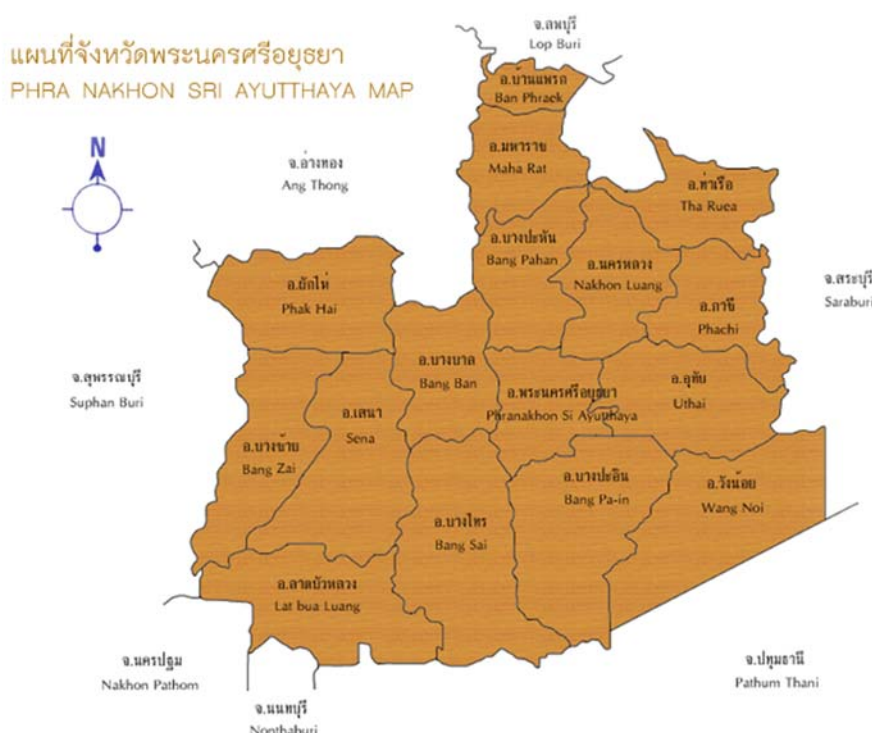 แผนที่จังหวัดพระนครศรีอยุธยา
PHRA NAKHON SRI AYUTTHAYA MAP
N
จ.ลพบุรี
Lop Buri
อ.บ้านแพรก
Ban Phraek
จ.อ่างทอง
Ang Thong
อ.มหาราช
Maha Rat
อ.ท่าเรือ
Tha Ruea
อ.บางปะหัน
Bang Pahan
อ.นครหลวง
Nakhon Luang
จ.สระบุรี
Saraburi
อ.ผักไห่
Phak Hai
อ.ภาชี
Phachi
จ.สุพรรณบุรี
Suphan Buri
อ.บางบาล
Bang Ban
อ.พระนครศรีอยุธยา
Phranakhon Si Ayutthaya
อ.อุทัย
Uthai
อ.เสนา
Sena
อ.บางซ้าย
Bang Zai
อ.บางปะอิน
Bang Pa-in
อ.วังน้อย
Wang Noi
อ.บางไทร
Bang Sai
อ.ลาดบัวหลวง
Lat bua Luang
จ.นครปฐม
Nakhon Pathom
จ.ปทุมธานี
Pathum Thani
จ.นนทบุรี
Nonthaburi